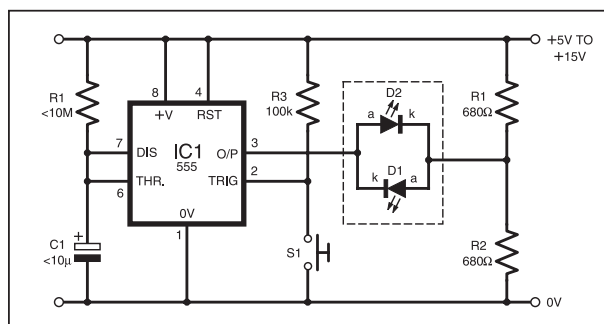 +5V TO
+15V
R1
<10M
8
+V
4
RST
R3
100k
D2
a
k
R1
680Ω
7
DIS
IC1
555
O/P
3
6
THR.
TRIG
2
D1
k
a
0V
1
+
C1
<10µ
S1
R2
680Ω
0V